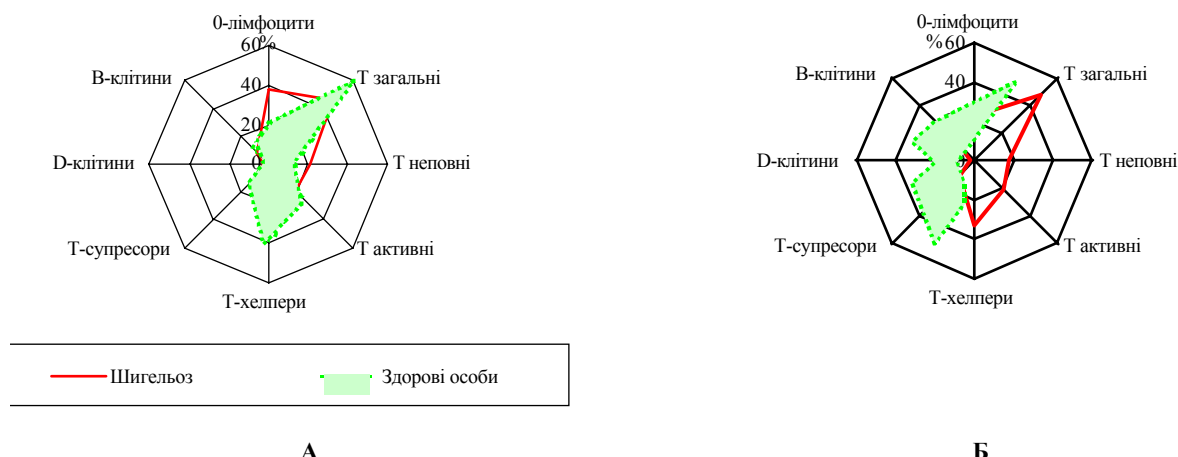 0-лімфоцити
60%
40
20
0
Т загальні
Т неповні
Т активні
Т-хелпери
Т-супресори
D-клітини
В-клітини
0-лімфоцити
%60
40
0
Т загальні
Т неповні
Т активні
Т-хелпери
Т-супресори
D-клітини
В-клітини
Шигельоз
Здорові особи
А
Б